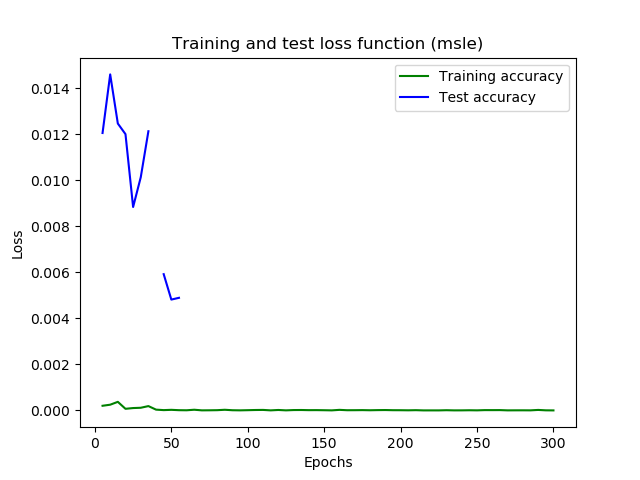 Training and test loss function (msle)
Training accuracy
Test accuracy
0.014
0.012
0.010
0.008
0.006
0.004
0.002
0.000
Loss
0 50 100 150 200 250 300
Epochs